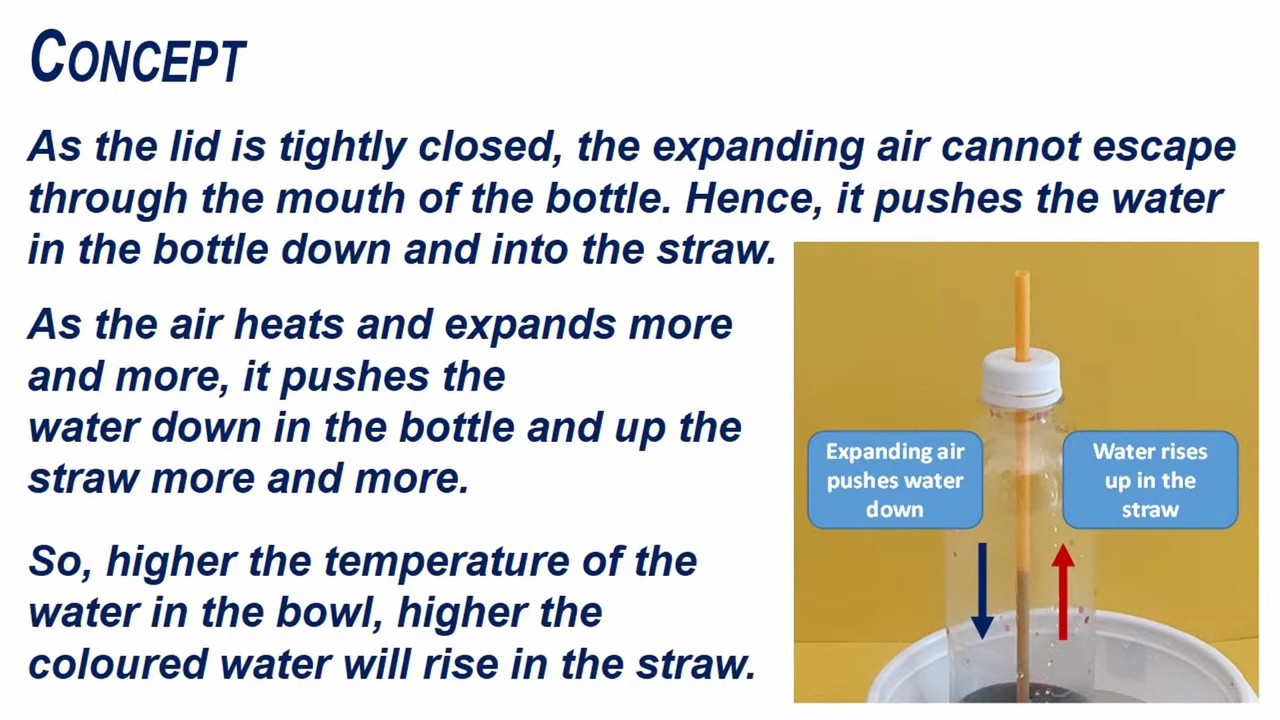 CONCEPT
As the lid is tightly closed, the expanding air cannot escape
through the mouth of the bottle. Hence, it pushes the water
in the bottle down and into the straw.
As the air heats and expands more
and more, it pushes the
water down in the bottle and up the
straw more and more.
So, higher the temperature of the
water in the bowl, higher the
coloured water will rise in the straw.
Expanding air
pushes water
down
Water rises
up in the
straw